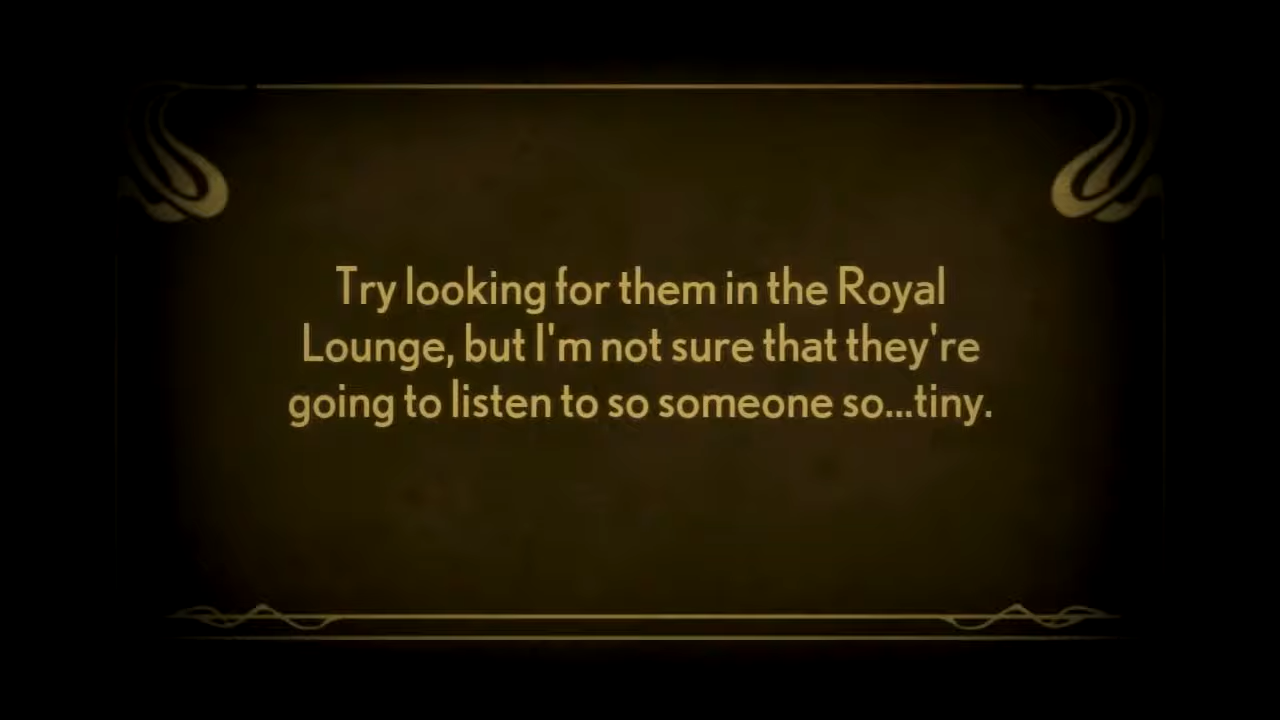 Try looking for them in the Royal
Lounge, but I'm not sure that they're
going to listen to so someone so...tiny.